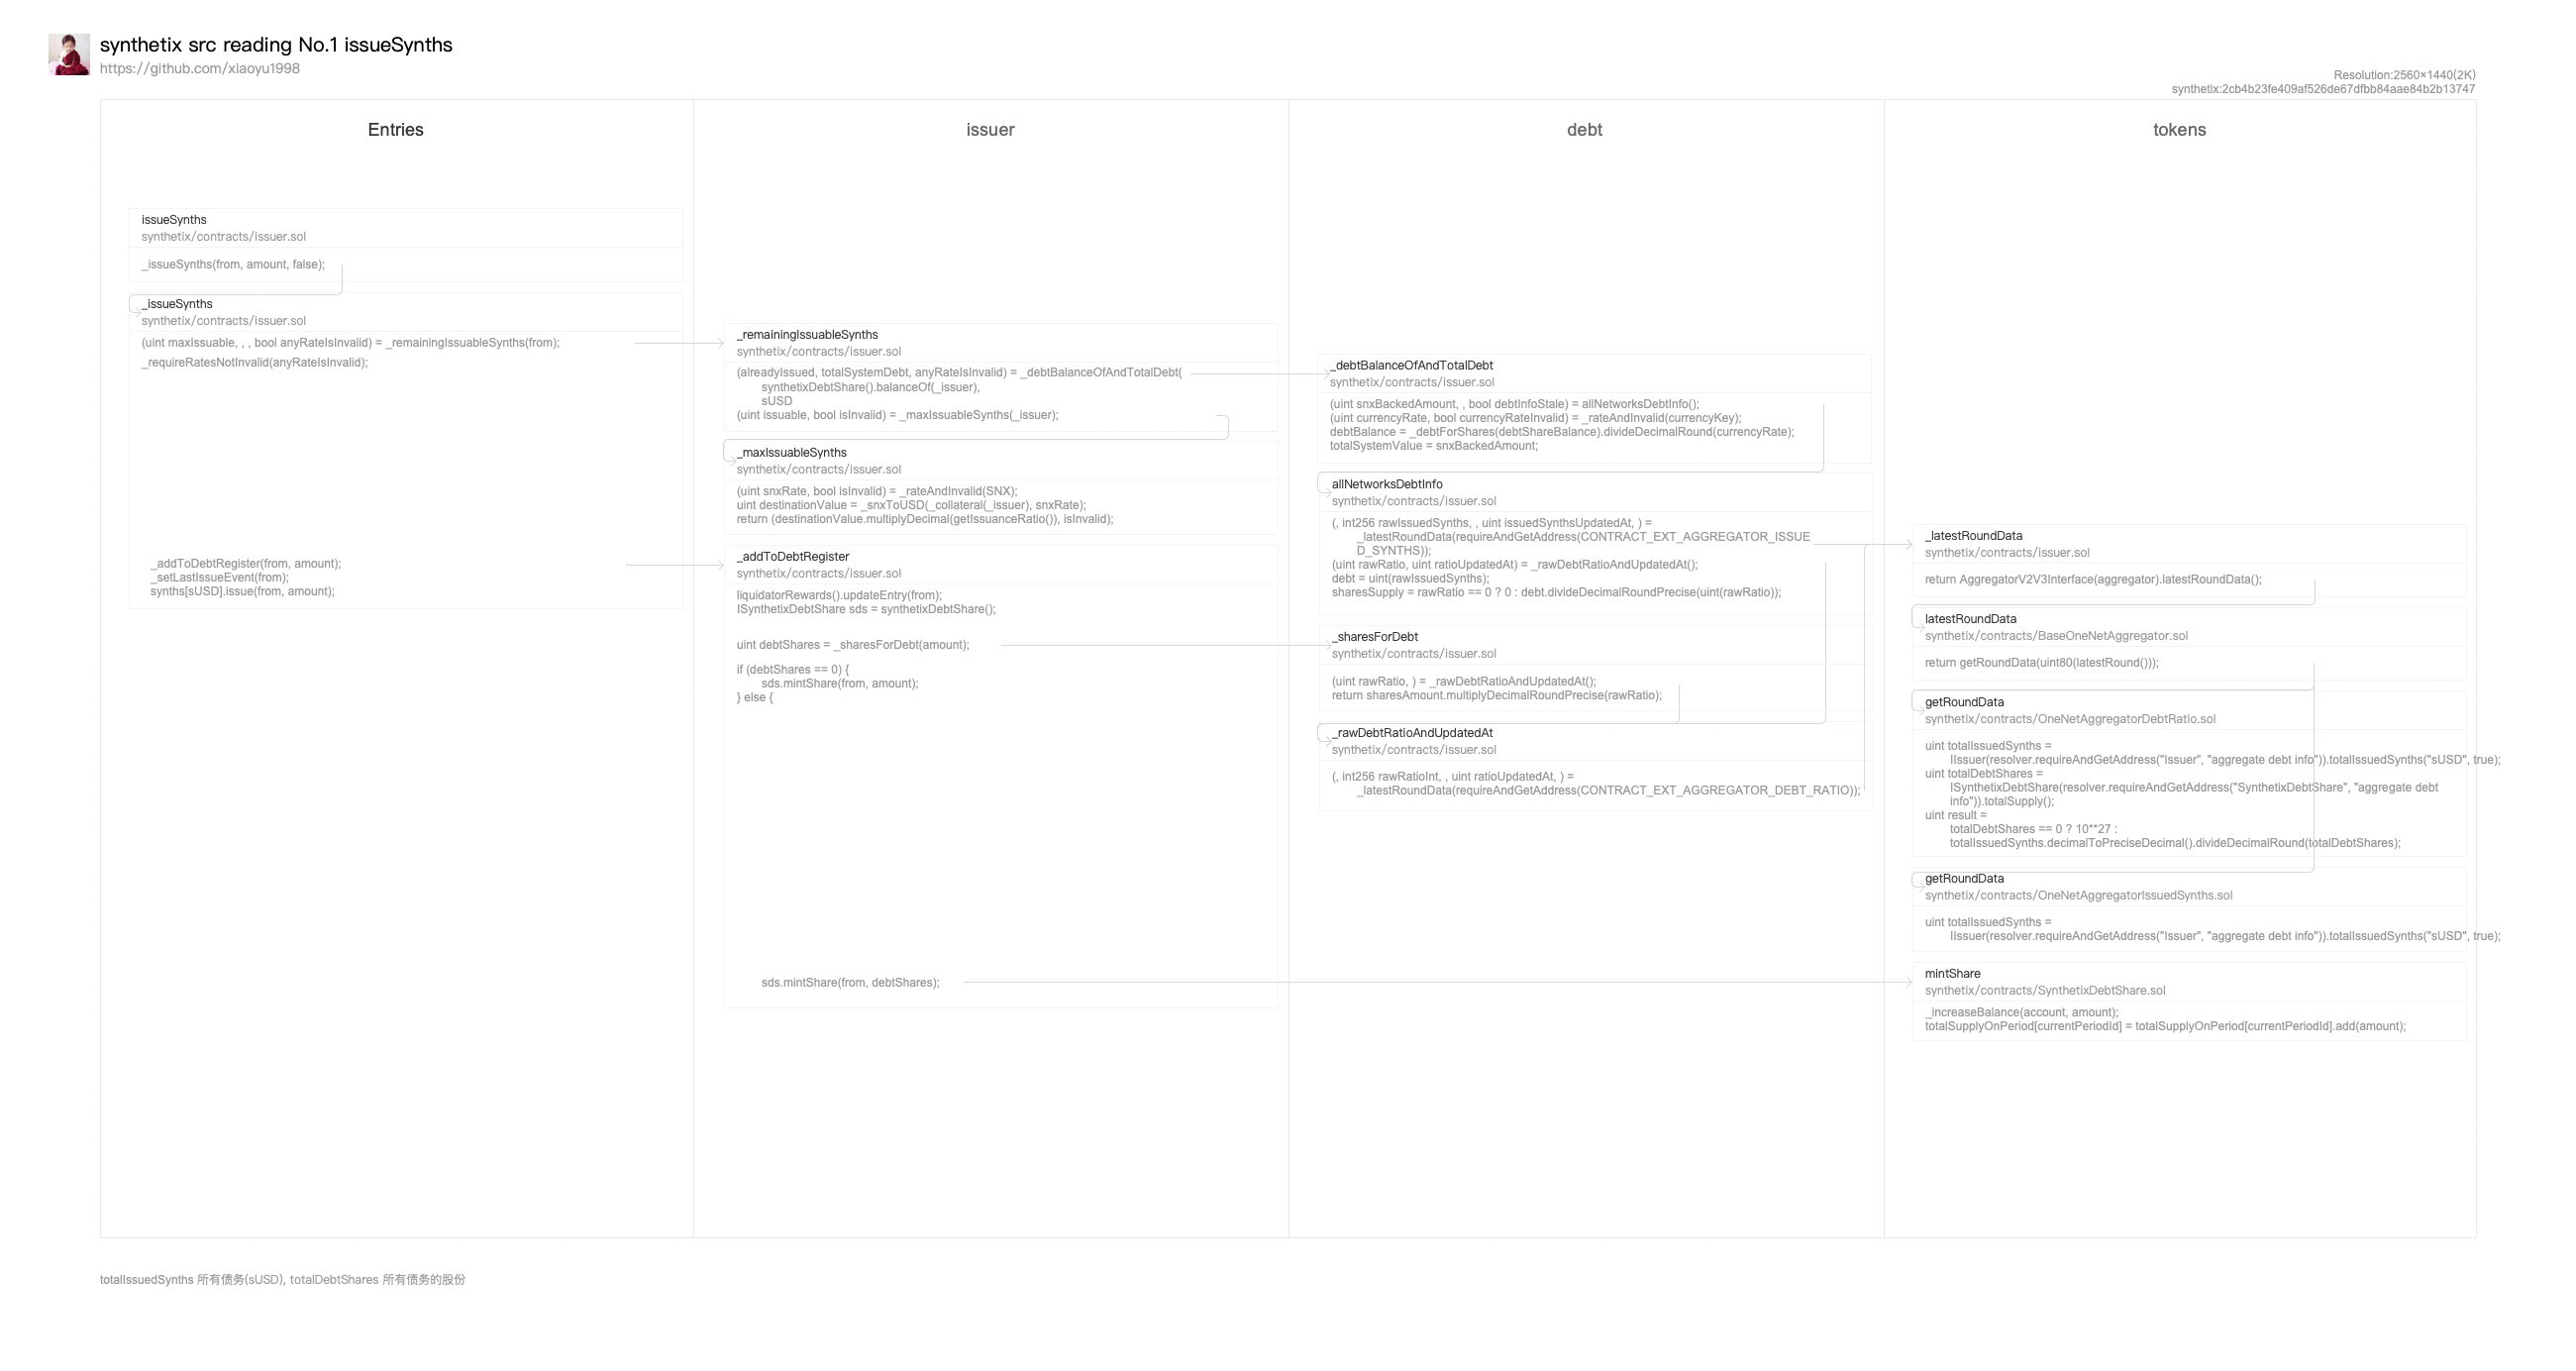 synthetix src reading No.1 issueSynths
https://github.com/xiaoyu1998
Resolution:2560×1440(2K)
synthetix:2cb4b23fe409af526de67dfbb84aae84b2b13747
Entries
issueSynths
synthetix/contracts/issuer.sol
_issueSynths(from, amount, false);
_issueSynths
synthetix/contracts/issuer.sol
(uint maxIssuable, , , bool anyRateIsInvalid) = _remainingIssuableSynths(from);
_requireRatesNotInvalid(anyRateIsInvalid);
_addToDebtRegister(from, amount);
_setLastIssueEvent(from);
synths[sUSD].issue(from, amount);
issuer
_remainingIssuableSynths
synthetix/contracts/issuer.sol
(alreadyIssued, totalSystemDebt, anyRateIsInvalid) = _debtBalanceOfAndTotalDebt(
synthetixDebtShare().balanceOf(_issuer),
sUSD
(uint issuable, bool isInvalid) = _maxIssuableSynths(_issuer);
_maxIssuableSynths
synthetix/contracts/issuer.sol
(uint snxRate, bool isInvalid) = _rateAndInvalid(SNX);
uint destinationValue = _snxToUSD(_collateral(_issuer), snxRate);
return (destinationValue.multiplyDecimal(getIssuanceRatio()), isInvalid);
_addToDebtRegister
synthetix/contracts/issuer.sol
liquidatorRewards().updateEntry(from);
ISynthetixDebtShare sds = synthetixDebtShare();
uint debtShares = _sharesForDebt(amount);
if (debtShares == 0) {
sds.mintShare(from, amount);
} else {
sds.mintShare(from, debtShares);
debt
_debtBalanceOfAndTotalDebt
synthetix/contracts/issuer.sol
(uint snxBackedAmount, , bool debtInfoStale) = allNetworksDebtInfo();
(uint currencyRate, bool currencyRateInvalid) = _rateAndInvalid(currencyKey);
debtBalance = _debtForShares(debtShareBalance).divideDecimalRound(currencyRate);
totalSystemValue = snxBackedAmount;
allNetworksDebtInfo
synthetix/contracts/issuer.sol
(, int256 rawIssuedSynths, , uint issuedSynthsUpdatedAt, ) =
_latestRoundData(requireAndGetAddress(CONTRACT_EXT_AGGREGATOR_ISSUE
D_SYNTHS));
(uint rawRatio, uint ratioUpdatedAt) = _rawDebtRatioAndUpdatedAt();
debt = uint(rawIssuedSynths);
sharesSupply = rawRatio == 0 ? 0 : debt.divideDecimalRoundPrecise(uint(rawRatio));
_sharesForDebt
synthetix/contracts/issuer.sol
(uint rawRatio, ) = _rawDebtRatioAndUpdatedAt();
return sharesAmount.multiplyDecimalRoundPrecise(rawRatio);
_rawDebtRatioAndUpdatedAt
synthetix/contracts/issuer.sol
(, int256 rawRatioInt, , uint ratioUpdatedAt, ) =
_latestRoundData(requireAndGetAddress(CONTRACT_EXT_AGGREGATOR_DEBT_RATIO));
tokens
_latestRoundData
synthetix/contracts/issuer.sol
return AggregatorV2V3Interface(aggregator).latestRoundData();
latestRoundData
synthetix/contracts/BaseOneNetAggregator.sol
return getRoundData(uint80(latestRound()));
getRoundData
synthetix/contracts/OneNetAggregatorDebtRatio.sol
uint totalIssuedSynths =
IIssuer(resolver.requireAndGetAddress("Issuer", "aggregate debt info")).totalIssuedSynths("sUSD", true);
uint totalDebtShares =
ISynthetixDebtShare(resolver.requireAndGetAddress("SynthetixDebtShare", "aggregate debt
info")).totalSupply();
uint result =
totalDebtShares == 0 ? 10**27 :
totalIssuedSynths.decimalToPreciseDecimal().divideDecimalRound(totalDebtShares);
getRoundData
synthetix/contracts/OneNetAggregatorIssuedSynths.sol
uint totalIssuedSynths =
IIssuer(resolver.requireAndGetAddress("Issuer", "aggregate debt info")).totalIssuedSynths("sUSD", true);
mintShare
synthetix/contracts/SynthetixDebtShare.sol
_increaseBalance(account, amount);
totalSupplyOnPeriod[currentPeriodId] = totalSupplyOnPeriod[currentPeriodId].add(amount);
totalIssuedSynths 所有债务(sUSD), totalDebtShares 所有债务的股份